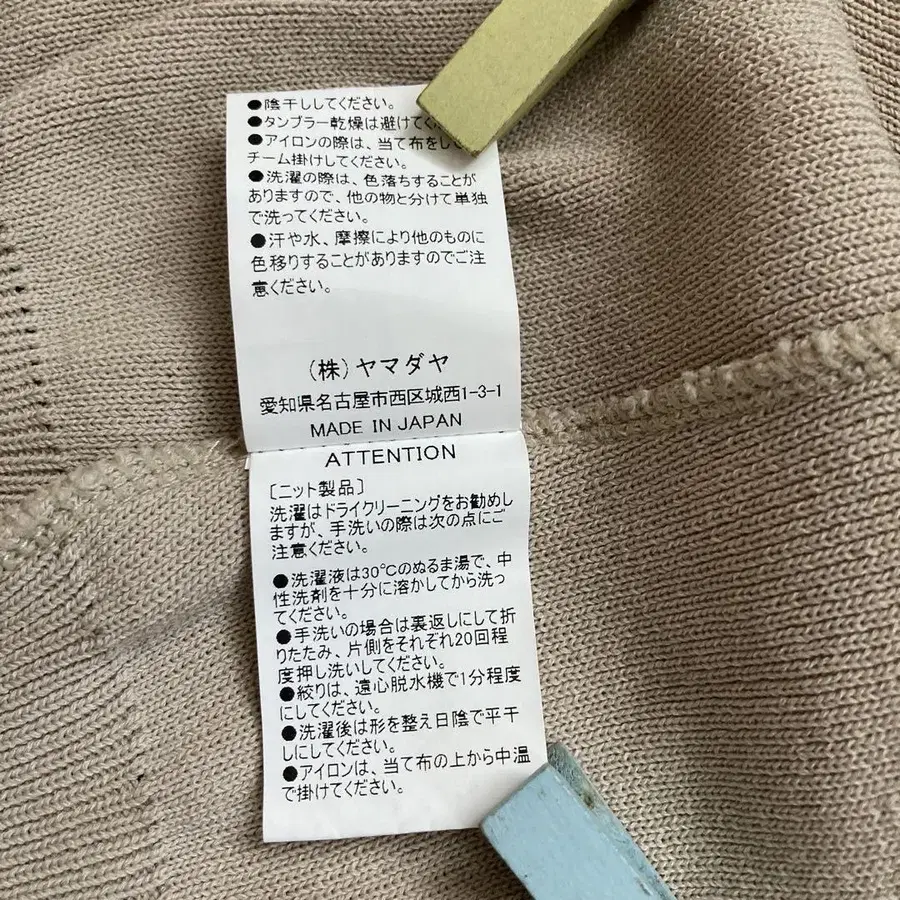 ●陰干ししてください。
●タンブラー乾燥は避けてく
●アイロンの際は、当て布をして
チーム掛けしてください。
●洗濯の際は、色落ちすることが
ありますので、他の物と分けて単独
で洗ってください。
●汗や水、摩擦により他のものに
色移りすることがありますのでご注
意ください。
(株)ヤマダヤ
愛知県名古屋市西区城西1-3-1
MADE IN JAPAN
ATTENTION
[ニット製品]
洗濯はドライクリーニングをお勧めし
ますが、手洗いの際は次の点にご
注意ください。
●洗濯液は30℃のぬるま湯で、中
性洗剤を十分に溶かしてから洗っ
てください。
●手洗いの場合は裏返しにして折
りたたみ、片側をそれぞれ20回程
度押し洗いしてください。
●絞りは、遠心脱水機で1分程度
にしてください。
●洗濯後は形を整え日陰で平干
しにしてください。
●アイロンは、当て布の上から中温
で掛けてください。